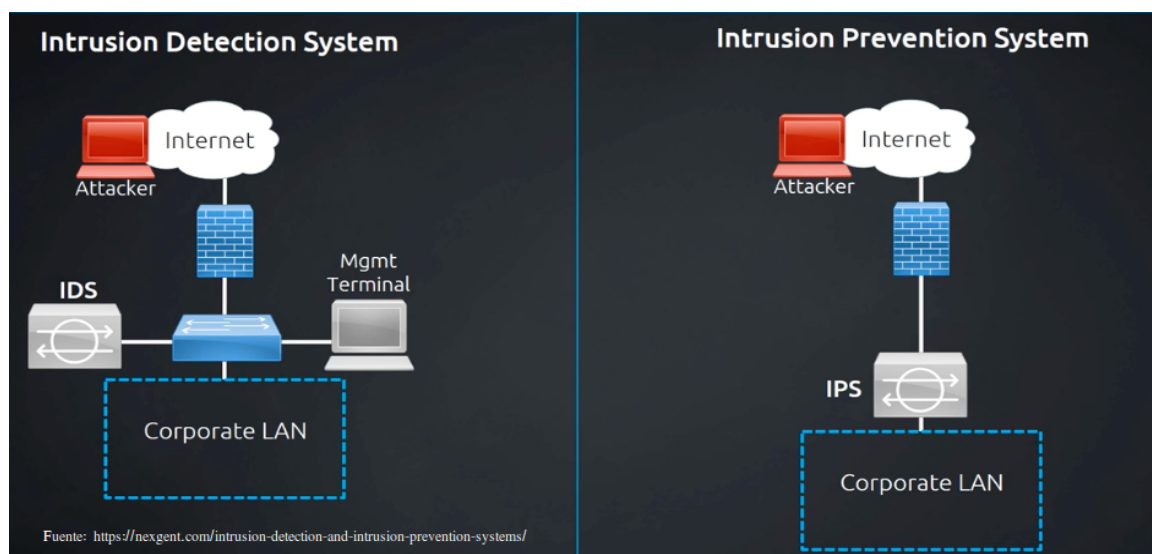 Intrusion Detection System
Internet
Attacker
Mgmt
Terminal
IDS
Corporate LAN
Fuente: https://nexgent.com/intrusion-detection-and-intrusion-prevention-systems/
Intrusion Prevention System
Internet
Attacker
IPS
Corporate LAN